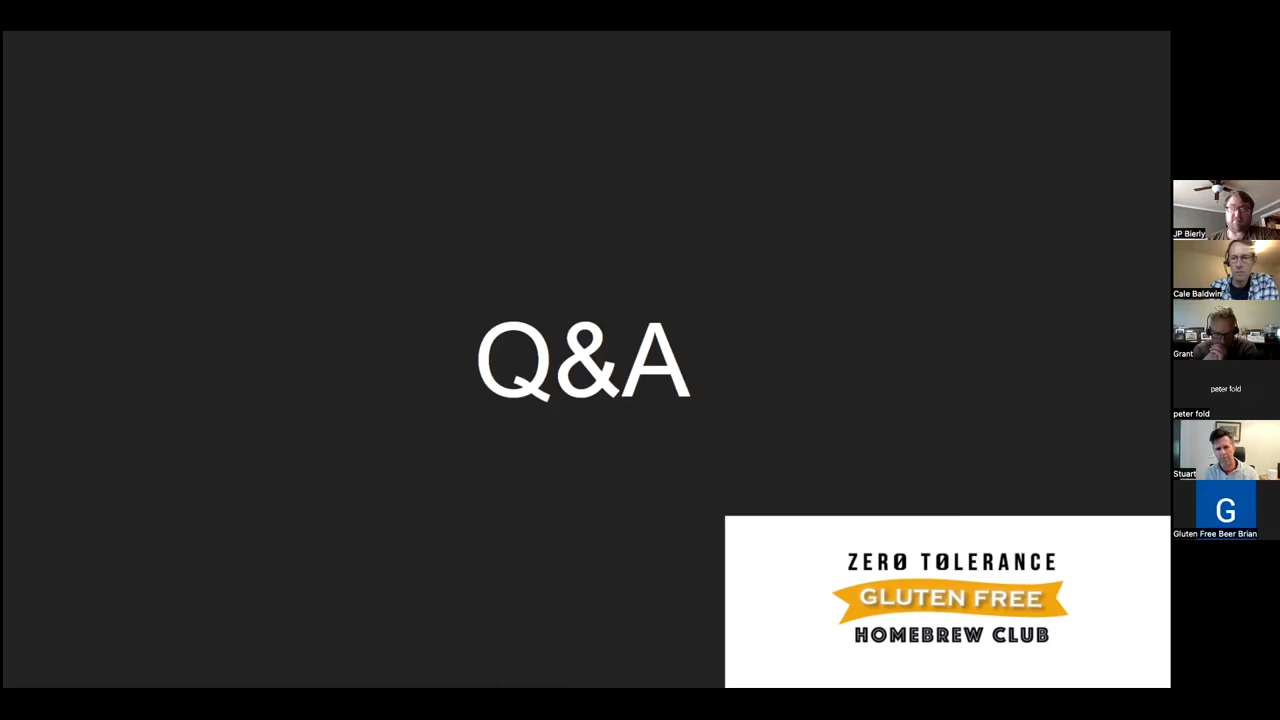 Q&A
ZERØ TØLERANCE
GLUTEN FREE
HOMEBREW CLUB
JP Bierly
Cale Baldwin
Grant
peter fold
peter fold
Stuart
G
Gluten Free Beer Brian